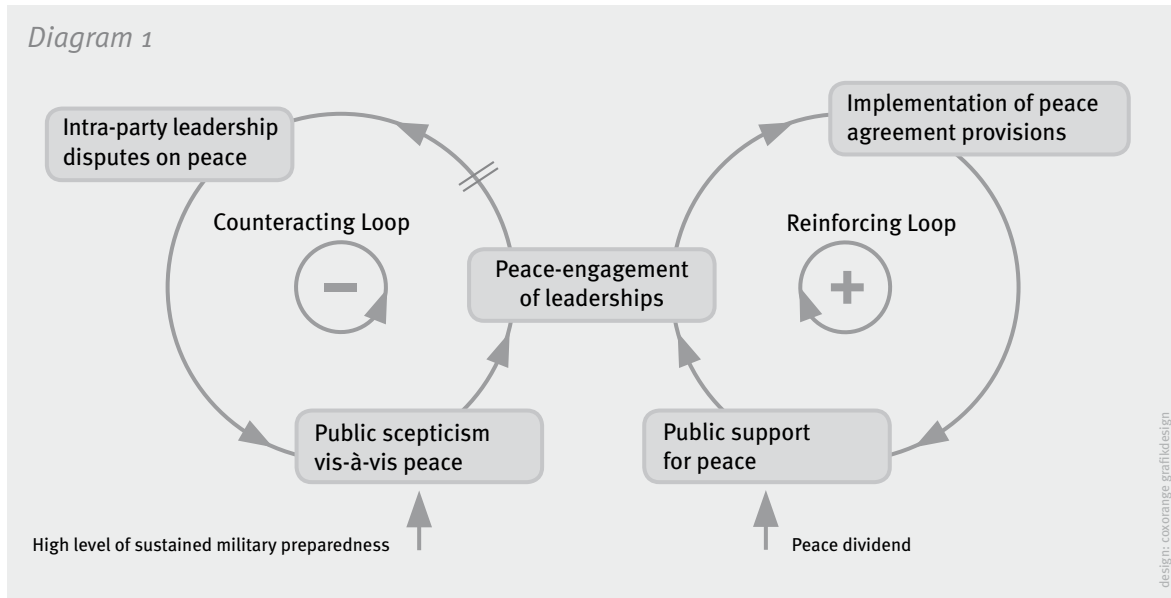 Diagram 1
Intra-party leadership
disputes on peace
Implementation of peace
agreement provisions
Counteracting Loop
Reinforcing Loop
Peace-engagement
of leaderships
Public scepticism
vis-à-vis peace
Public support
for peace
High level of sustained military preparedness
Peace dividend
design: coxorange grafikdesign